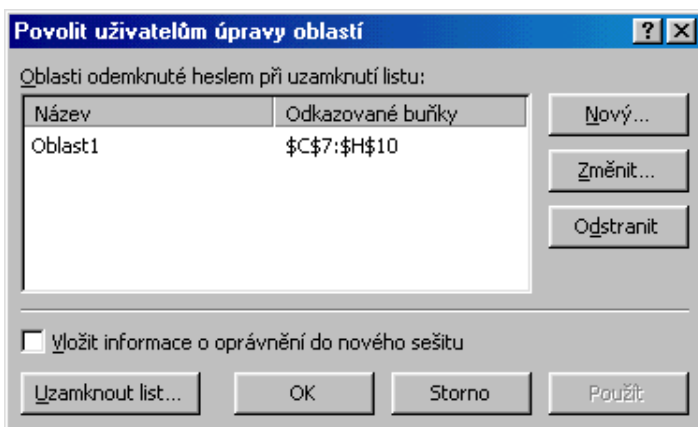 Povolit uživatelům úpravy oblastí
Oblasti odemknuté heslem při uzamknutí listu:
Název Odkazované buňky
Oblast1 $C$7:$H$10
Nový...
Změnit...
Odstranit
Vložit informace o oprávnění do nového sešitu
Uzamknout list... OK Storno Použít